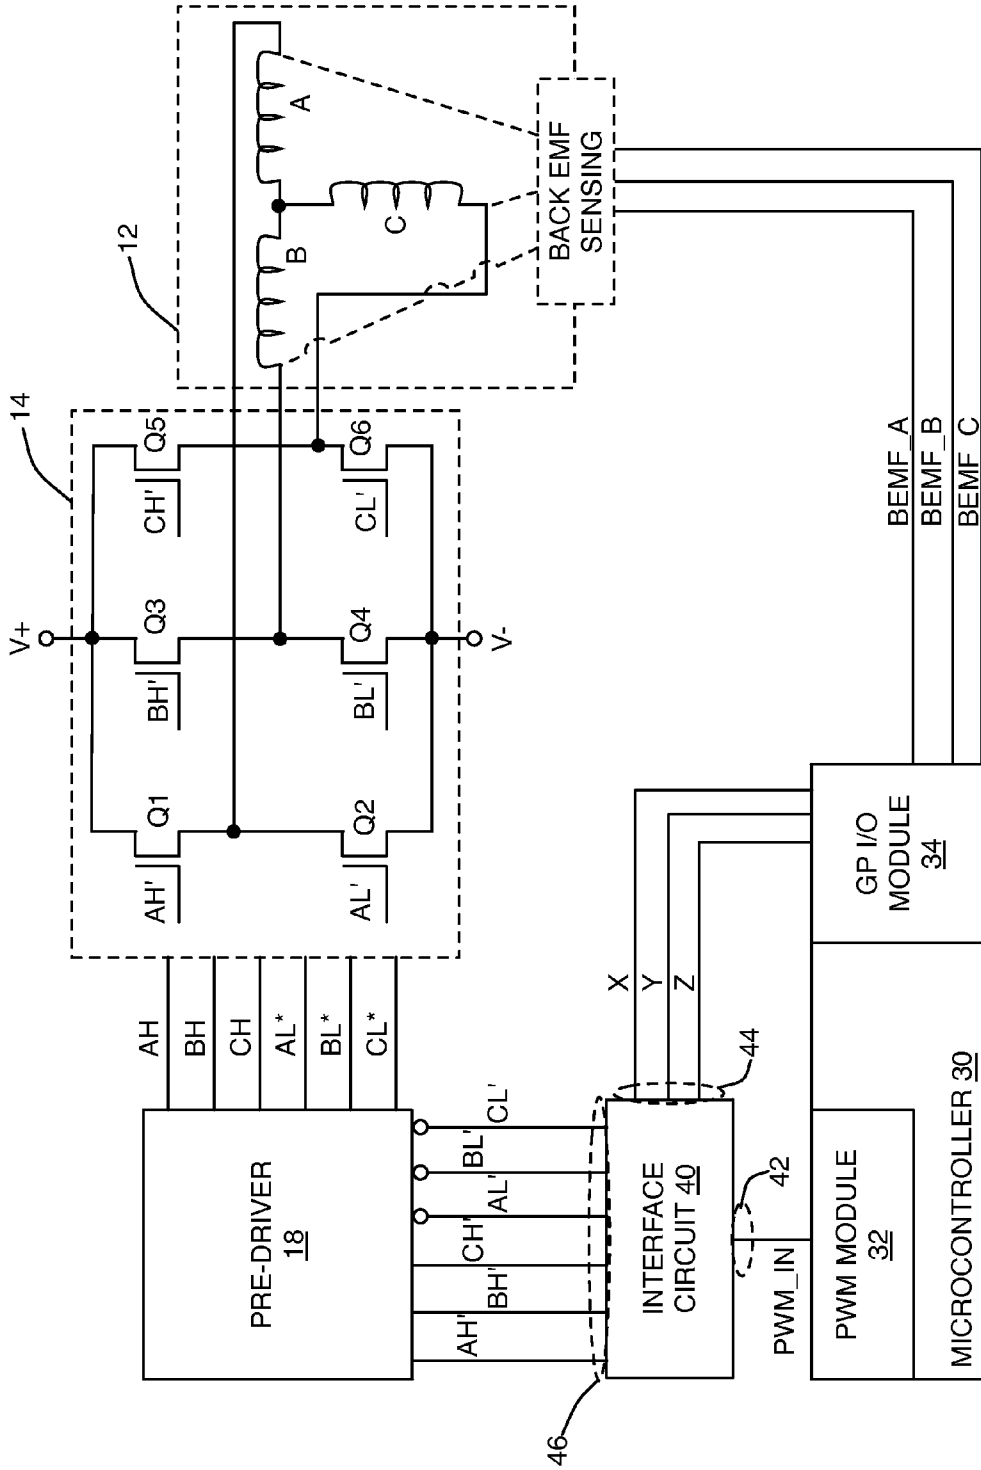 12
14
V+
Q1
Q3
Q5
AH'
BH'
CH'
Q2
Q4
Q6
AL'
BL'
CL'
V-
A
B
C
BACK EMF
SENSING
AH
BH
CH
AL*
BL*
CL*
PRE-DRIVER
18
AH'
BH'
CH'
AL'
BL'
CL'
46
INTERFACE
CIRCUIT 40
44
42
X
Y
Z
PWM_IN
BEMF_A
BEMF_B
BEMF_C
GP I/O
MODULE
34
PWM MODULE
32
MICROCONTROLLER 30